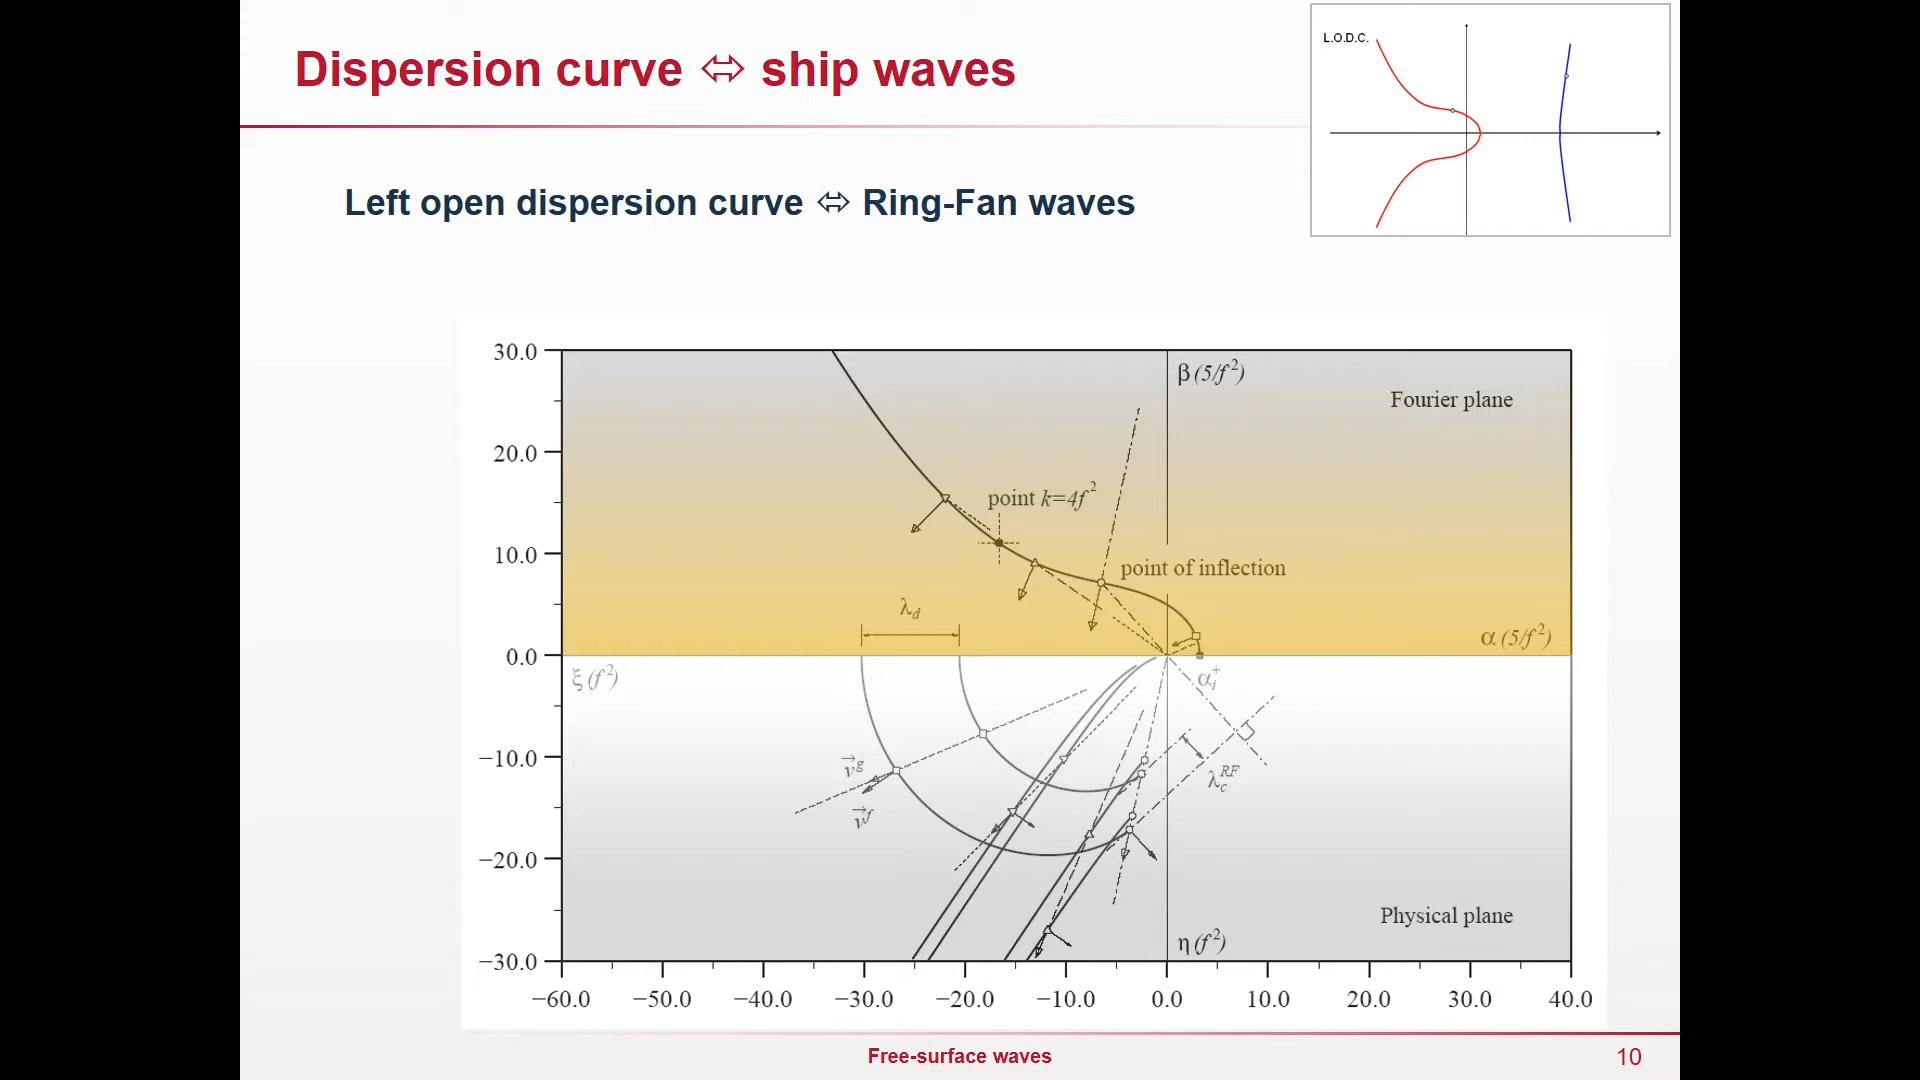 Dispersion curve ⬄ ship waves
L.O.D.C.
Left open dispersion curve ⬄ Ring-Fan waves
30.0
20.0
10.0
0.0
−10.0
−20.0
−30.0
β (5/f²)
Fourier plane
point k=4f²
point of inflection
λd
α (5/f²)
ξ (f²)
αi+
v⃗g
v⃗f
λcRF
Physical plane
η (f²)
−60.0 −50.0 −40.0 −30.0 −20.0 −10.0 0.0 10.0 20.0 30.0 40.0
Free-surface waves
10